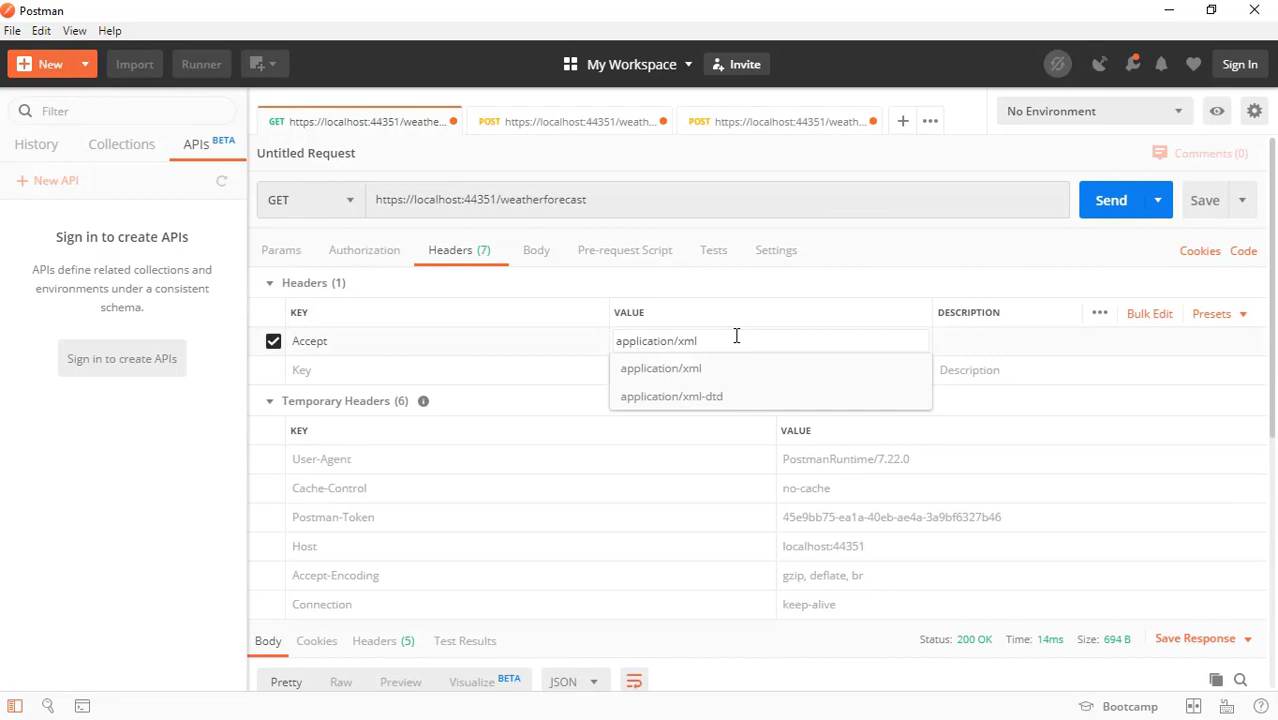 Postman
File Edit View Help
New Import Runner My Workspace Invite Sign In
Filter
History Collections APIs BETA
New API
Sign in to create APIs
APIs define related collections and
environments under a consistent
schema.
Sign in to create APIs
GET https://localhost:44351/weathe... POST https://localhost:44351/weath... POST https://localhost:44351/weath... No Environment
Untitled Request Comments (0)
GET https://localhost:44351/weatherforecast Send Save
Params Authorization Headers (7) Body Pre-request Script Tests Settings Cookies Code
Headers (1)
KEY VALUE DESCRIPTION Bulk Edit Presets
Accept application/xml
Key Description
application/xml
application/xml-dtd
Temporary Headers (6)
KEY VALUE
User-Agent PostmanRuntime/7.22.0
Cache-Control no-cache
Postman-Token 45e9bb75-ea1a-40eb-ae4a-3a9bf6327b46
Host localhost:44351
Accept-Encoding gzip, deflate, br
Connection keep-alive
Body Cookies Headers (5) Test Results Status: 200 OK Time: 14ms Size: 694 B Save Response
Pretty Raw Preview Visualize BETA JSON
Bootcamp